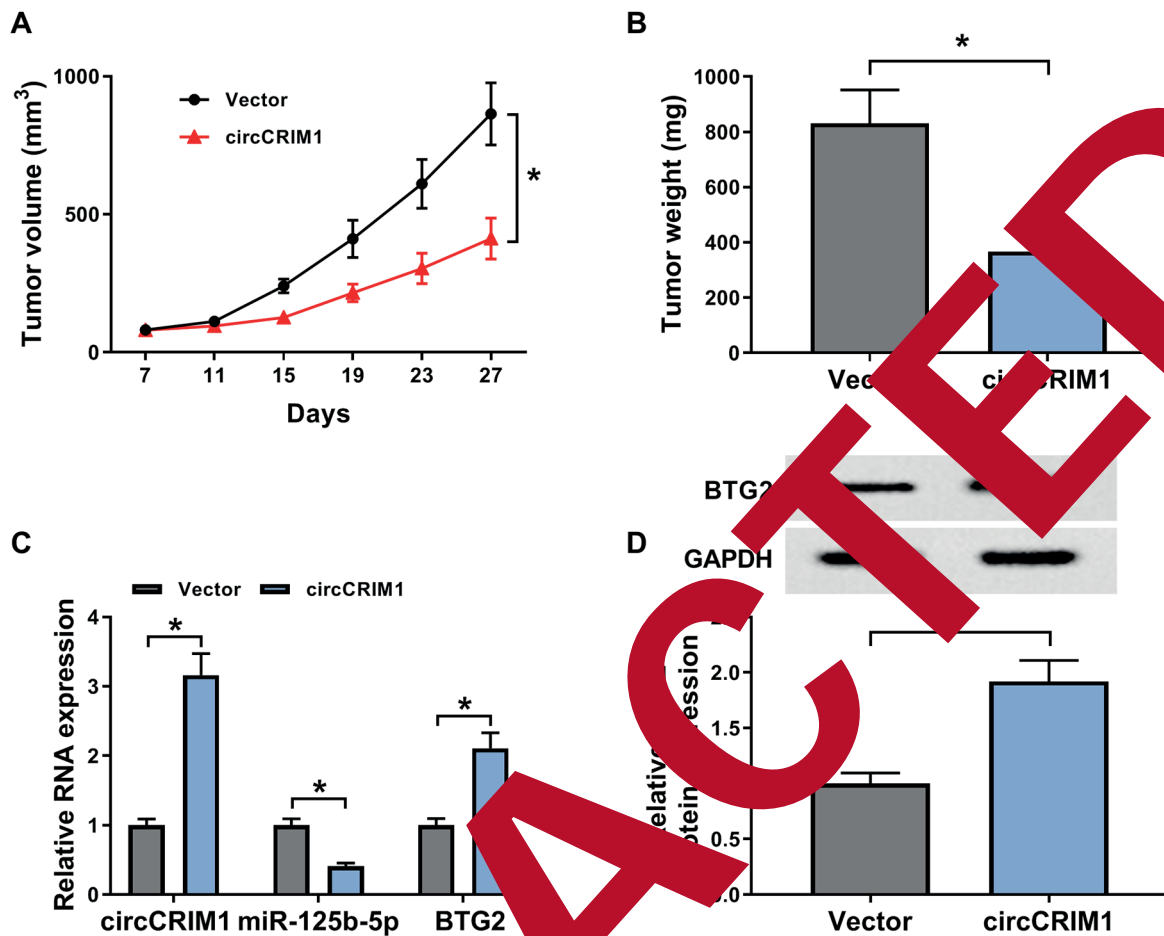 A
Tumor volume (mm3)
1000
500
0
Vector
circCRIM1
*
7 11 15 19 23 27
Days
B
*
Tumor weight (mg)
1000
800
600
400
200
0
circCRIM1
C
Vector circCRIM1
Relative RNA expression
4
3
2
1
0
*
*
*
circCRIM1 miR-125b-5p BTG2
D
BTG2
GAPDH
2.0
1.5
0.5
Vector circCRIM1
ACTED